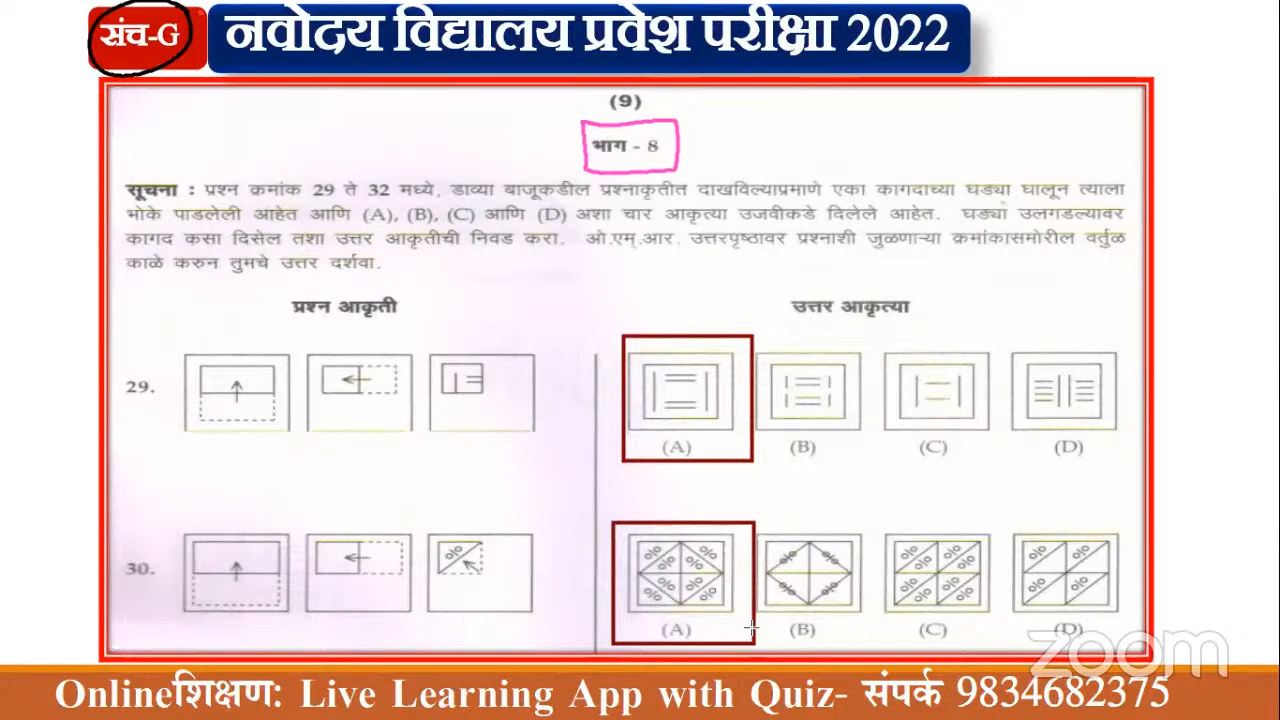 संच-G नवोदय विद्यालय प्रवेश परीक्षा 2022
(9)
भाग - 8
सूचना : प्रश्न क्रमांक 29 ते 32 मध्ये, डाव्या बाजूकडील प्रश्नाकृतीत दाखविल्याप्रमाणे एका कागदाच्या घड्या घालून त्याला
भोके पाडलेली आहेत आणि (A), (B), (C) आणि (D) अशा चार आकृत्या उजवीकडे दिलेले आहेत. घड्या उलगडल्यावर
कागद कसा दिसेल तशा उत्तर आकृतीची निवड करा. ओ.एम्.आर. उत्तरपृष्ठावर प्रश्नाशी जुळणाऱ्या क्रमांकासमोरील वर्तुळ
काळे करुन तुमचे उत्तर दर्शवा.
प्रश्न आकृती उत्तर आकृत्या
29.
(A) (B) (C) (D)
30.
(A) (B) (C) (D)
zoom
Onlineशिक्षण: Live Learning App with Quiz- संपर्क 9834682375